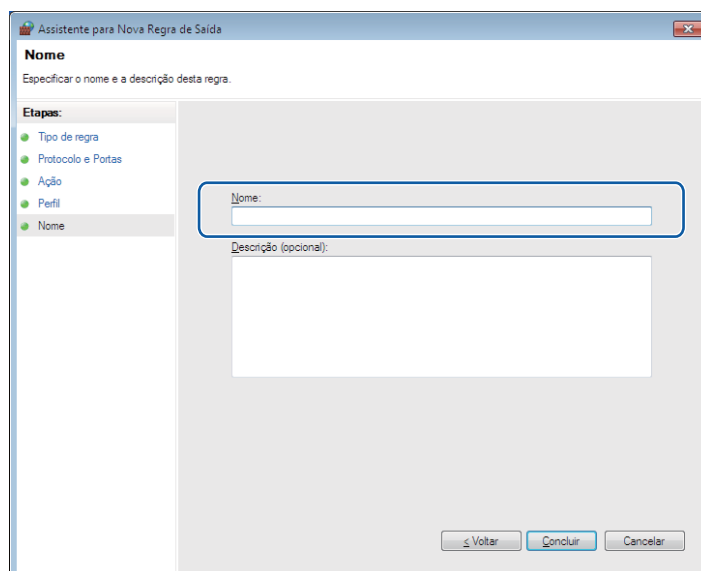 Assistente para Nova Regra de Saída
Nome
Especificar o nome e a descrição desta regra.
Etapas:
Tipo de regra
Protocolo e Portas
Ação
Perfil
Nome
Nome:
Descrição (opcional):
< Voltar
Concluir
Cancelar